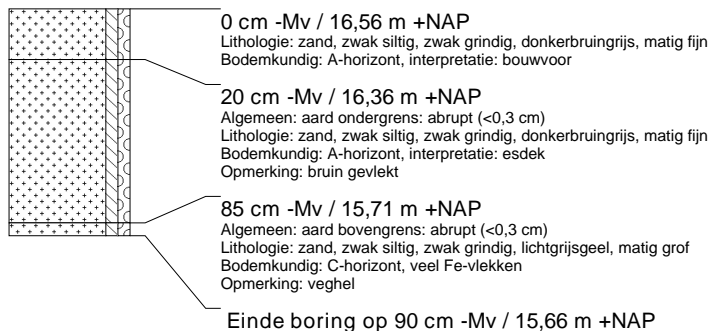 0 cm -Mv / 16,56 m +NAP
Lithologie: zand, zwak siltig, zwak grindig, donkerbruingrijs, matig fijn
Bodemkundig: A-horizont, interpretatie: bouwvoor
20 cm -Mv / 16,36 m +NAP
Algemeen: aard ondergrens: abrupt (<0,3 cm)
Lithologie: zand, zwak siltig, zwak grindig, donkerbruingrijs, matig fijn
Bodemkundig: A-horizont, interpretatie: esdek
Opmerking: bruin gevlekt
85 cm -Mv / 15,71 m +NAP
Algemeen: aard bovengrens: abrupt (<0,3 cm)
Lithologie: zand, zwak siltig, zwak grindig, lichtgrijsgeel, matig grof
Bodemkundig: C-horizont, veel Fe-vlekken
Opmerking: veghel
Einde boring op 90 cm -Mv / 15,66 m +NAP